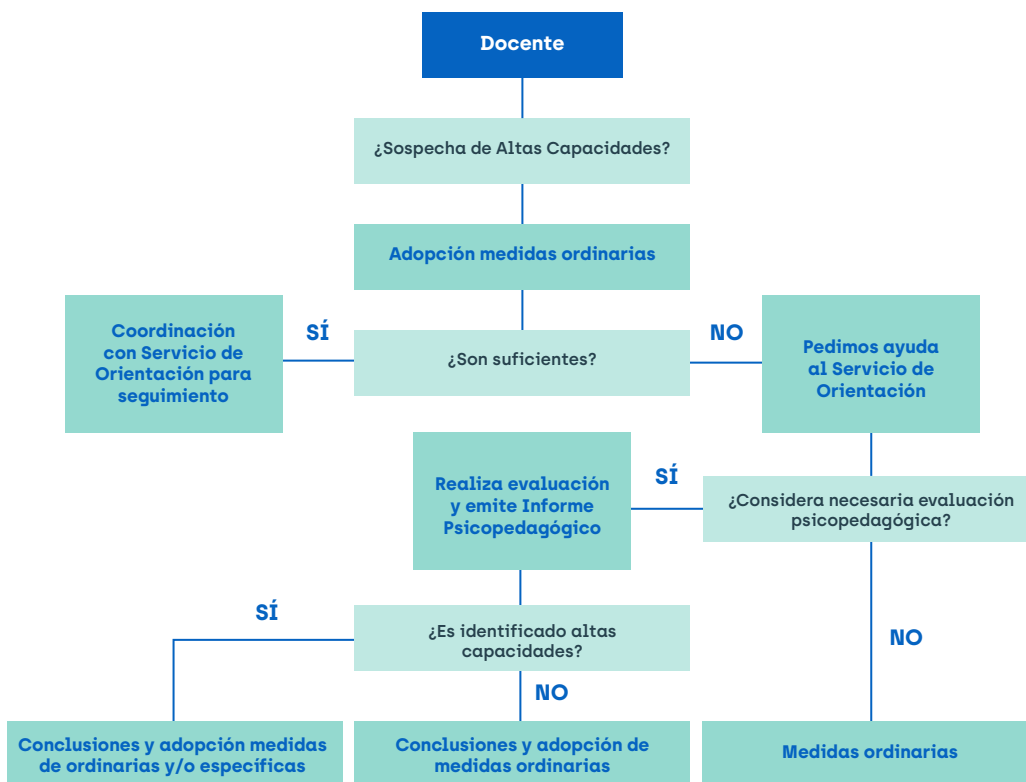 Docente
¿Sospecha de Altas Capacidades?
Adopción medidas ordinarias
¿Son suficientes?
SÍ
NO
Coordinación
con Servicio de
Orientación para
seguimiento
Pedimos ayuda
al Servicio de
Orientación
¿Considera necesaria evaluación
psicopedagógica?
SÍ
NO
Realiza evaluación
y emite Informe
Psicopedagógico
¿Es identificado altas
capacidades?
SÍ
NO
Conclusiones y adopción medidas
de ordinarias y/o específicas
Conclusiones y adopción de
medidas ordinarias
Medidas ordinarias